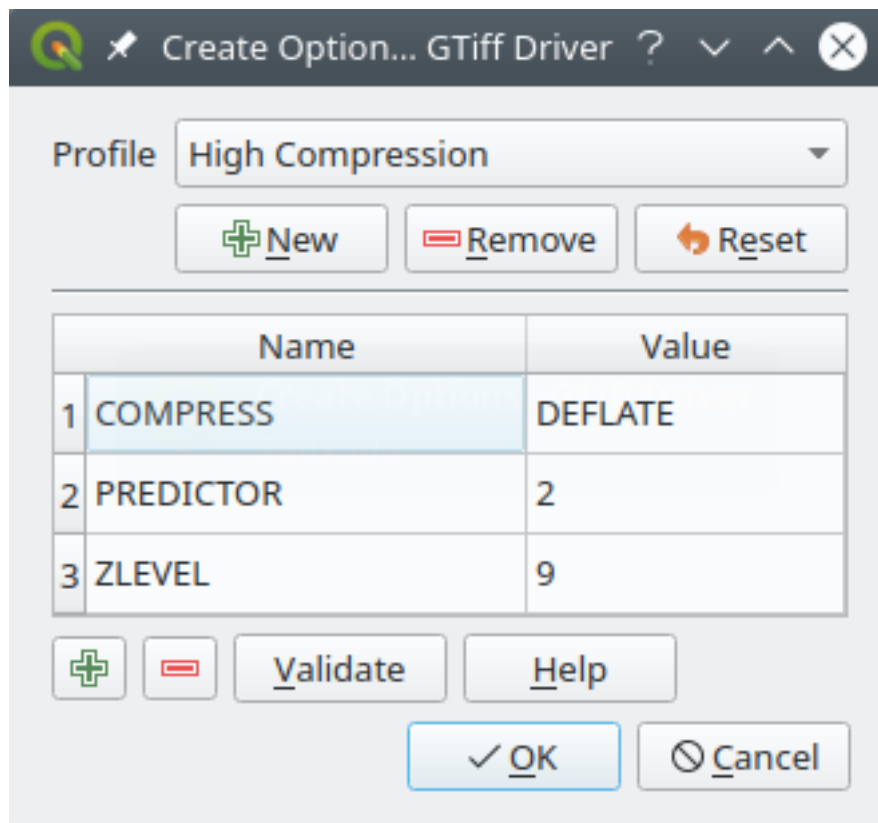 Create Option... GTiff Driver ?
Profile High Compression
New Remove Reset
Name Value
1 COMPRESS DEFLATE
2 PREDICTOR 2
3 ZLEVEL 9
Validate Help
OK Cancel